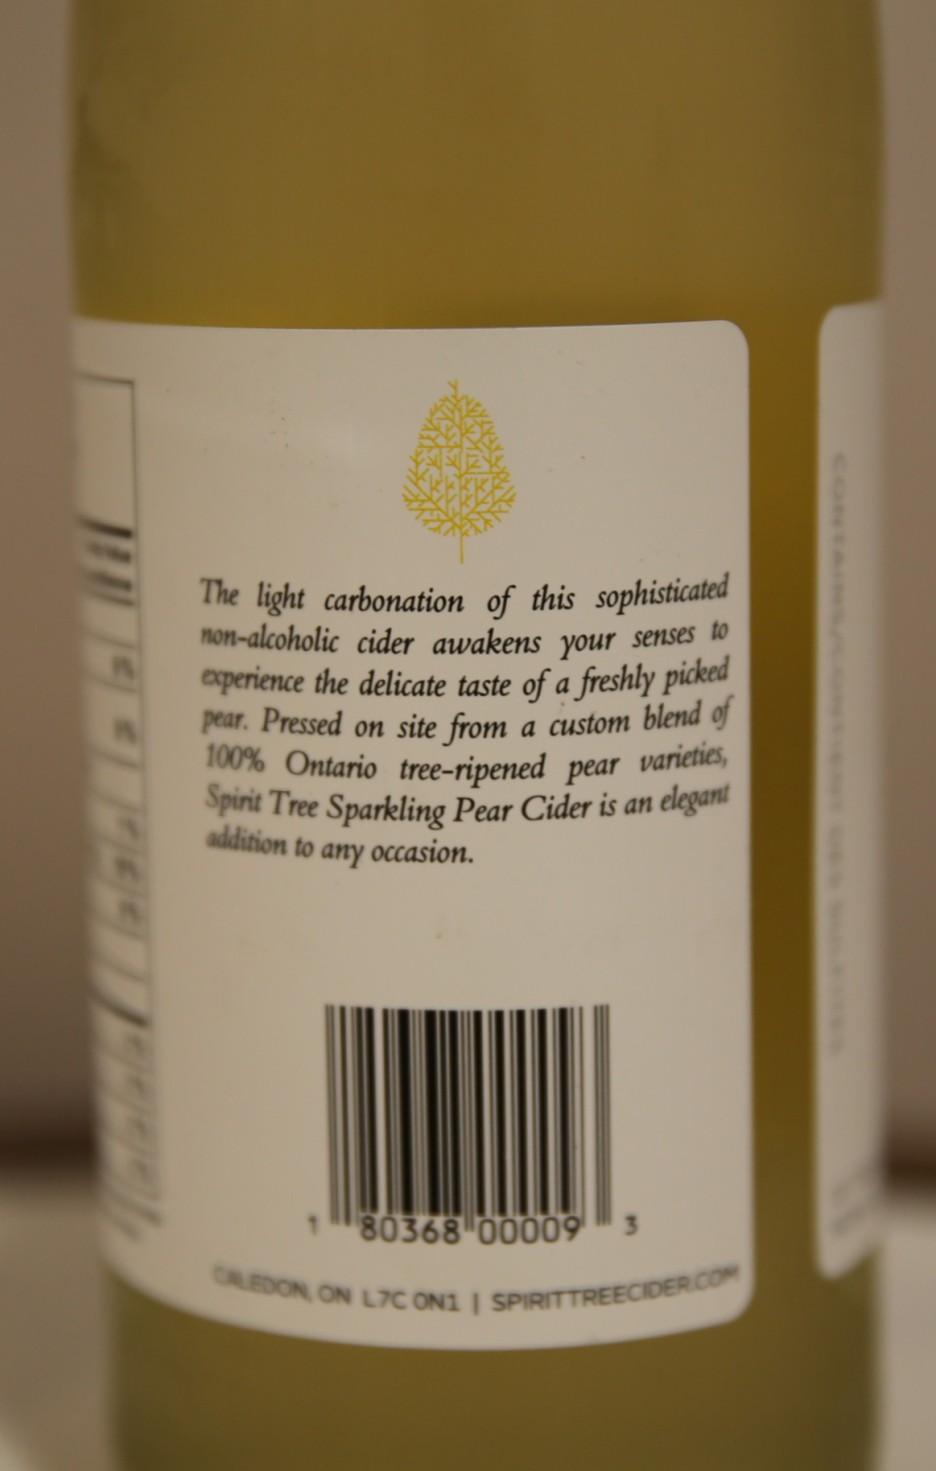 The light carbonation of this sophisticated
non-alcoholic cider awakens your senses to
experience the delicate taste of a freshly picked
pear. Pressed on site from a custom blend of
100% Ontario tree-ripened pear varieties,
Spirit Tree Sparkling Pear Cider is an elegant
addition to any occasion.
1 80368 00009 3
CALEDON, ON L7C 0N1 | SPIRITTREECIDER.COM